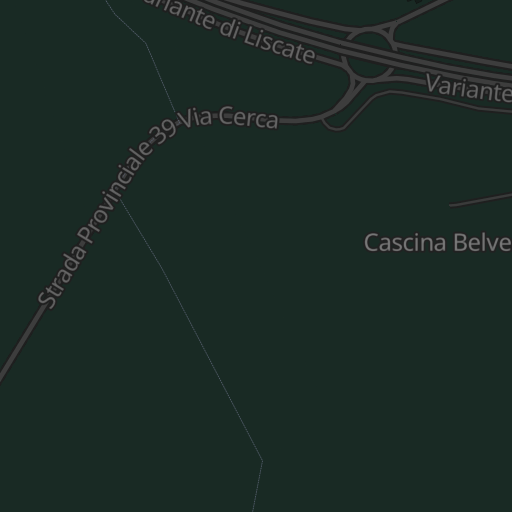 ariante di Liscate
Variante
Strada Provinciale 39 Via Cerca
Cascina Belve